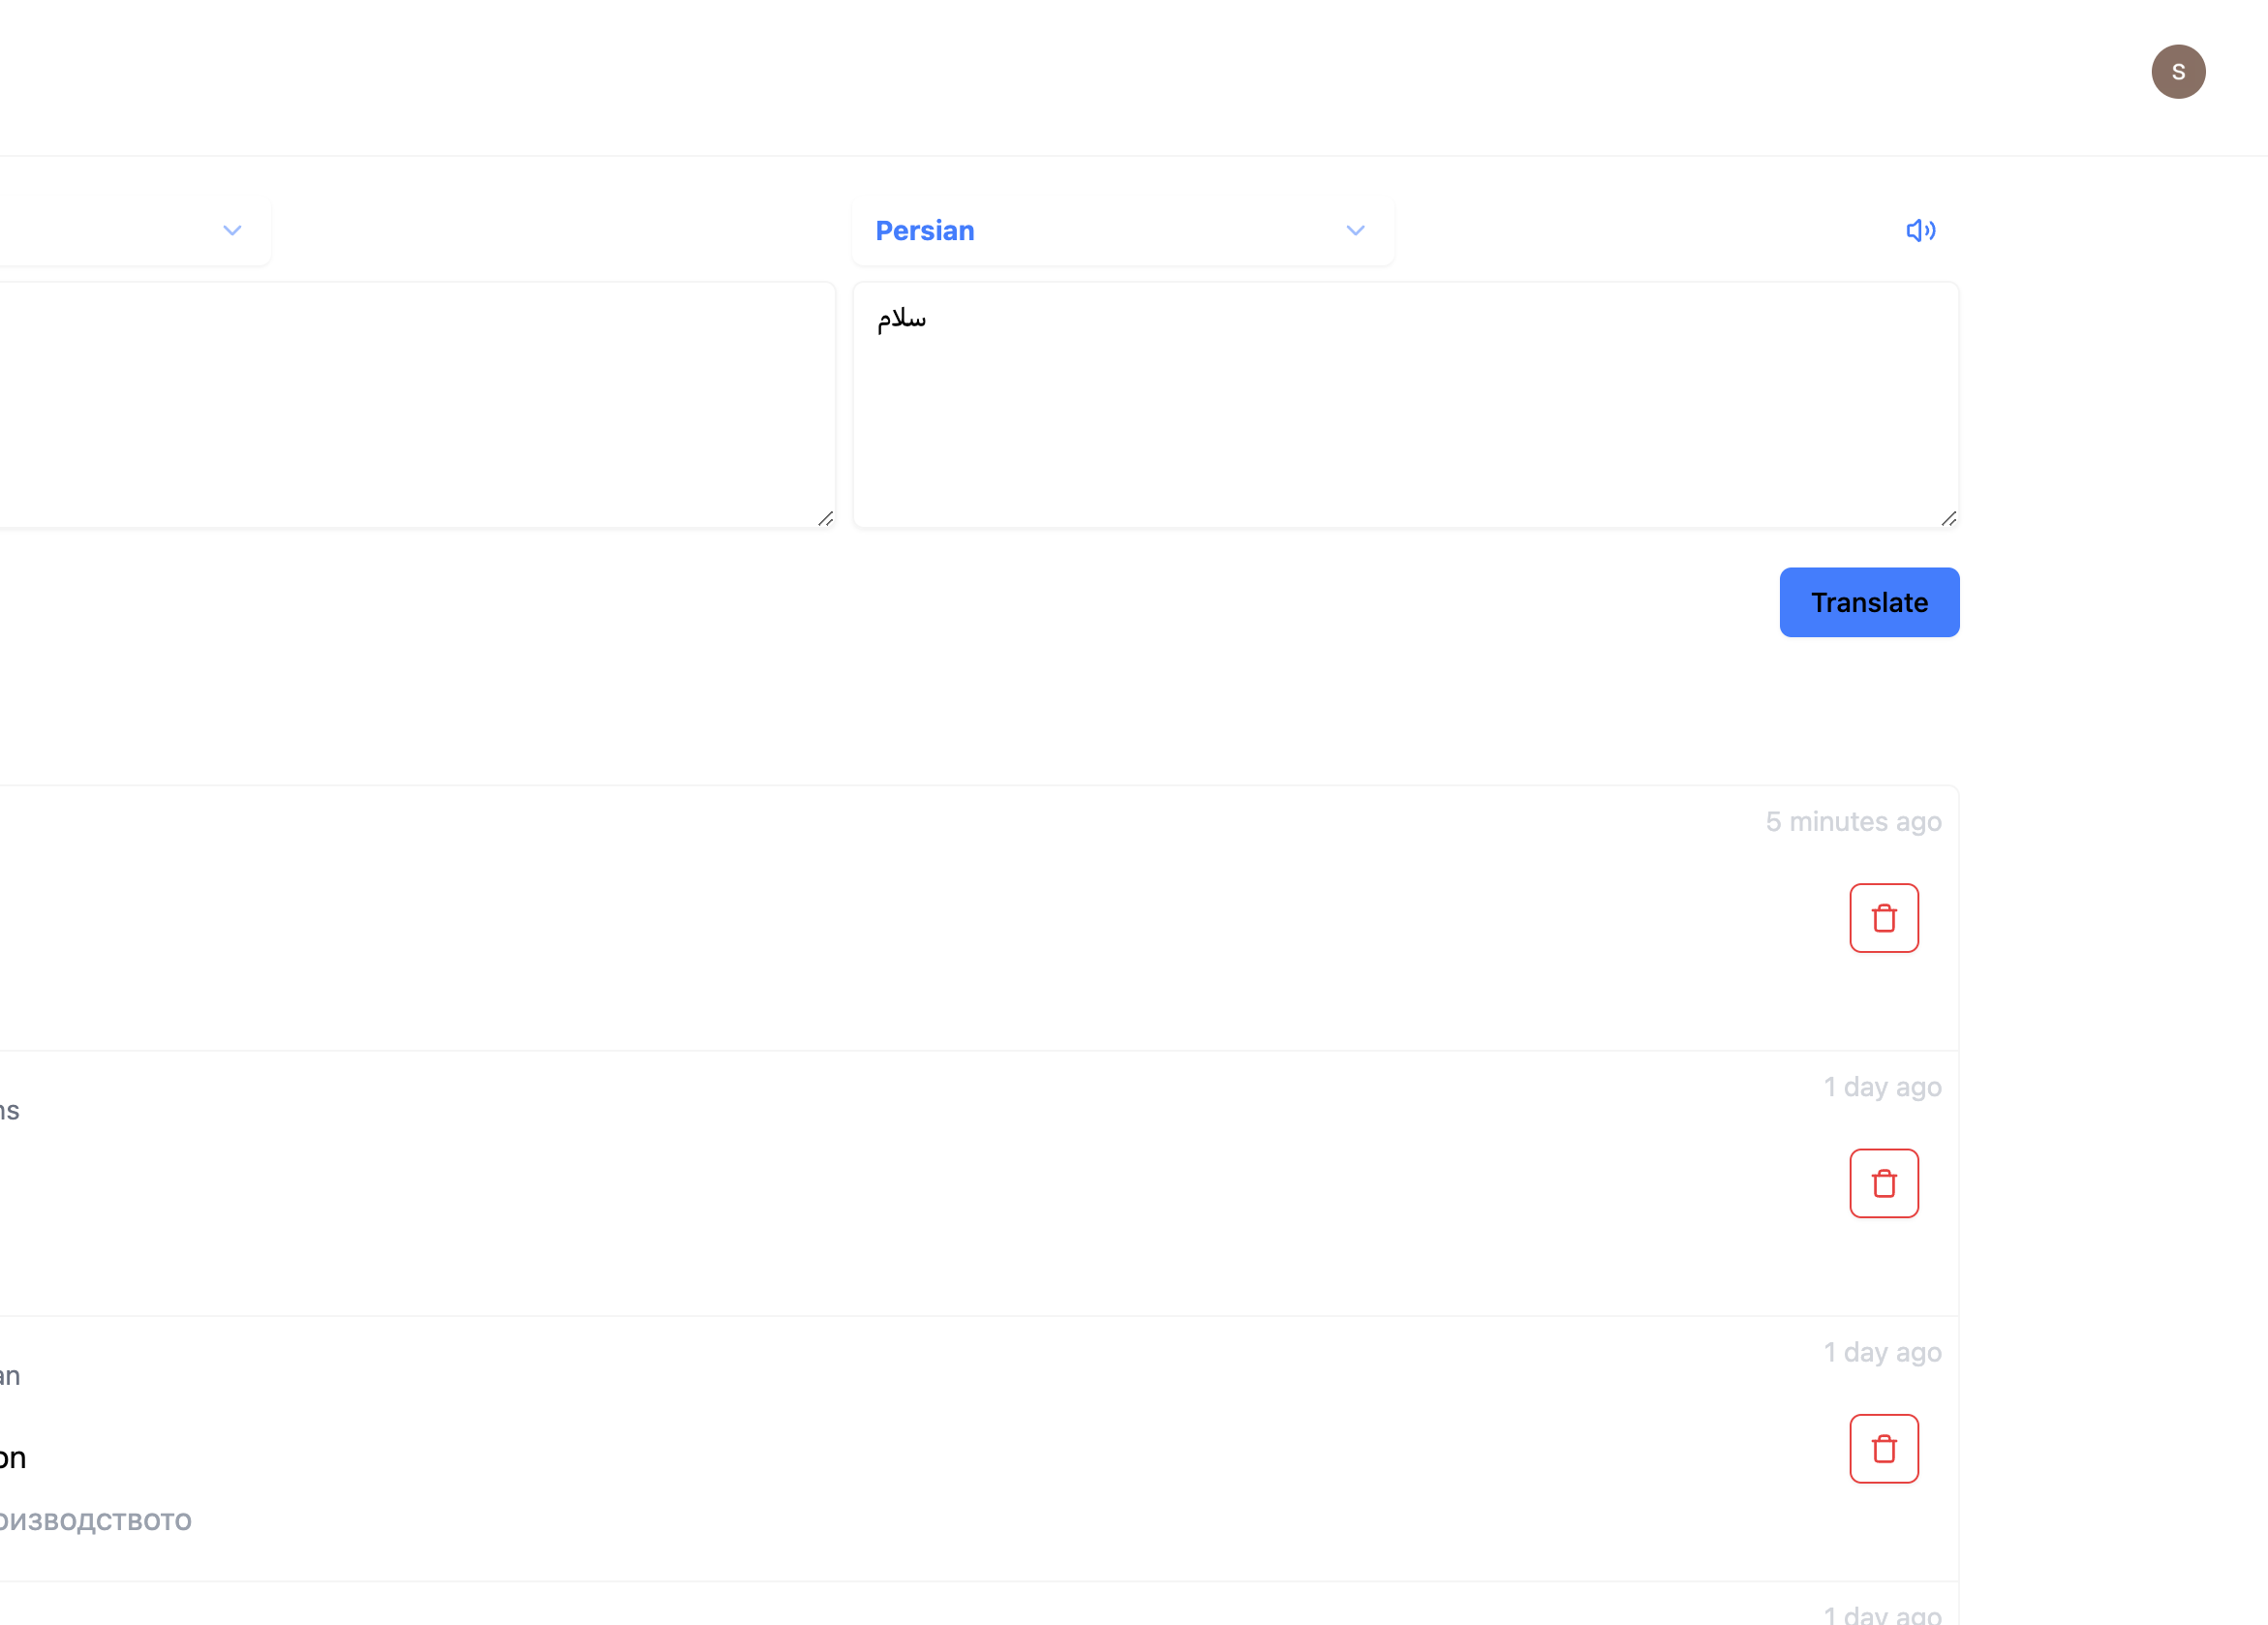 S
Persian
سلام
Translate
5 minutes ago
1 day ago
ns
1 day ago
an
on
оизводството
1 day ago